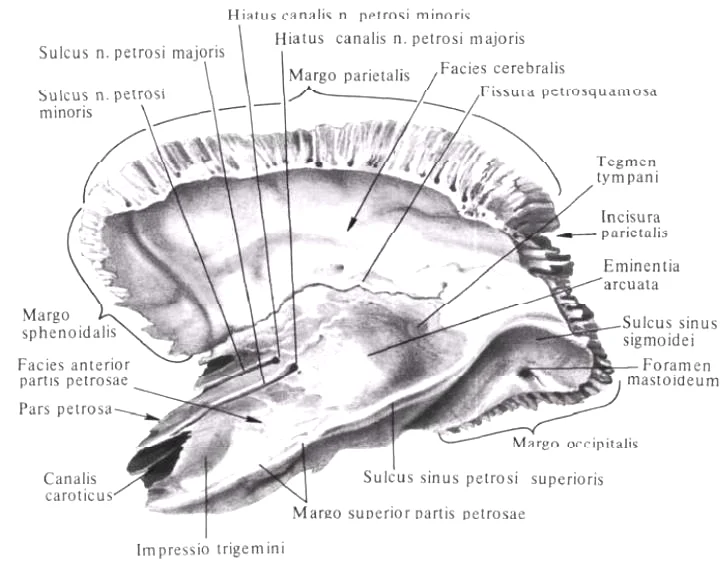 Hiatus canalis n. petrosi minoris
Hiatus canalis n. petrosi majoris
Sulcus n. petrosi majoris
Margo parietalis
Facies cerebralis
Sulcus n. petrosi
minoris
Fissura petrosquamosa
Tegmen
tympani
Incisura
parietalis
Eminentia
arcuata
Margo
sphenoidalis
Sulcus sinus
sigmoidei
Facies anterior
partis petrosae
Foramen
mastoideum
Pars petrosa
Margo occipitalis
Canalis
caroticus
Sulcus sinus petrosi superioris
Margo superior partis petrosae
Impressio trigemini